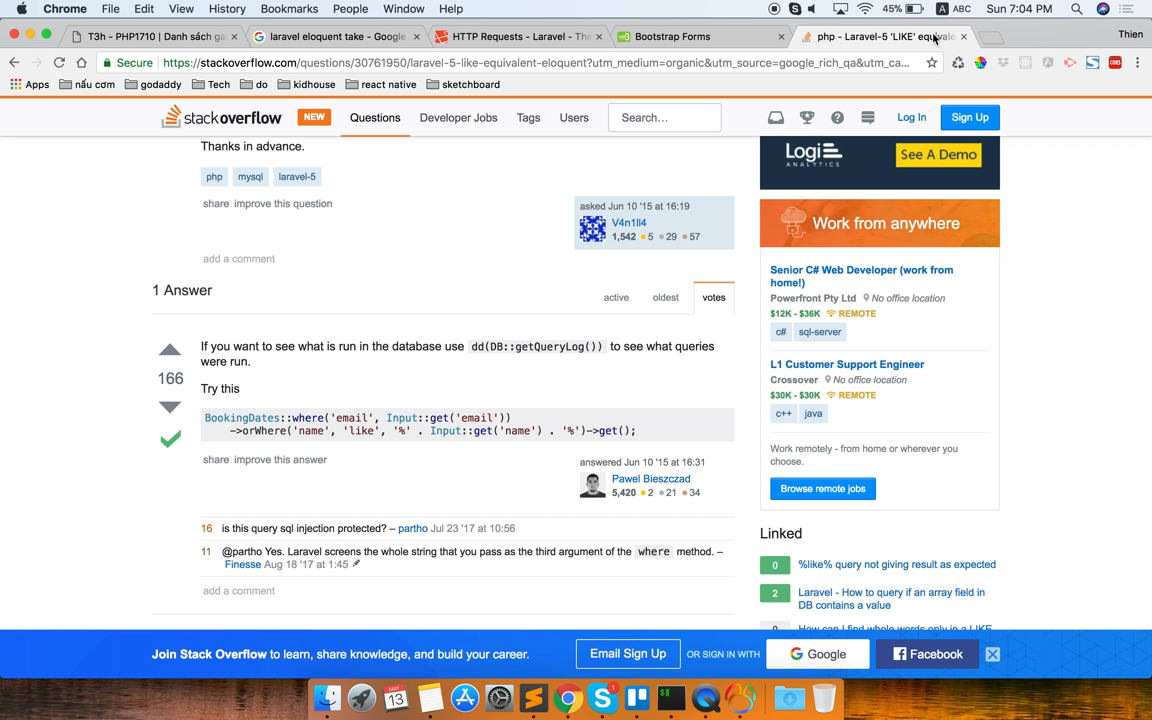 Chrome File Edit View History Bookmarks People Window Help
45% A ABC Sun 7:04 PM
T3h - PHP1710 | Danh sách ga
laravel eloquent take - Google
HTTP Requests - Laravel - The
Bootstrap Forms
php - Laravel-5 'LIKE' equivale
Thien
Secure https://stackoverflow.com/questions/30761950/laravel-5-like-equivalent-eloquent?utm_medium=organic&utm_source=google_rich_qa&utm_ca...
Apps nấu cơm godaddy Tech do kidhouse react native sketchboard
stackoverflow NEW Questions Developer Jobs Tags Users Search... Log In Sign Up
Thanks in advance.
php mysql laravel-5
share improve this question
asked Jun 10 '15 at 16:19
V4n1ll4
1,542 5 29 57
add a comment
1 Answer
active oldest votes
If you want to see what is run in the database use dd(DB::getQueryLog()) to see what queries
were run.
166
Try this
BookingDates::where('email', Input::get('email'))
->orWhere('name', 'like', '%' . Input::get('name') . '%')->get();
share improve this answer
answered Jun 10 '15 at 16:31
Pawel Bieszczad
5,420 2 21 34
16 is this query sql injection protected? – partho Jul 23 '17 at 10:56
11 @partho Yes. Laravel screens the whole string that you pass as the third argument of the where method. –
Finesse Aug 18 '17 at 1:45
add a comment
Logi
ANALYTICS
See A Demo
Work from anywhere
Senior C# Web Developer (work from
home!)
Powerfront Pty Ltd No office location
$12K - $36K REMOTE
c# sql-server
L1 Customer Support Engineer
Crossover No office location
$30K - $30K REMOTE
c++ java
Work remotely - from home or wherever you
choose.
Browse remote jobs
Linked
0 %like% query not giving result as expected
2 Laravel - How to query if an array field in
DB contains a value
0 How can I find whole words only in a LIKE
Join Stack Overflow to learn, share knowledge, and build your career.
Email Sign Up OR SIGN IN WITH Google Facebook
MAY
13
1